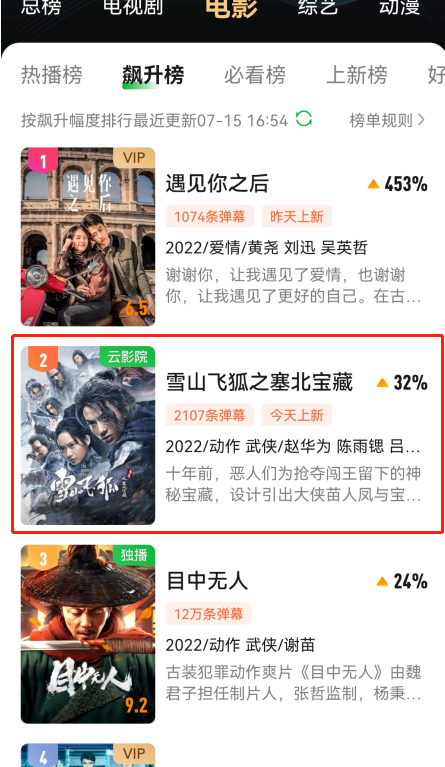 总榜 电视剧 电影 综艺 动漫
热播榜 飙升榜 必看榜 上新榜 好
按飙升幅度排行最近更新07-15 16:54 榜单规则
1 VIP
遇见你之后
遇见你之后 453%
1074条弹幕 昨天上新
2022/爱情/黄尧 刘迅 吴英哲
谢谢你，让我遇见了爱情，也谢谢
你，让我遇见了更好的自己。在古...
6.5
2 云影院
雪山飞狐之塞北宝藏 32%
2107条弹幕 今天上新
2022/动作 武侠/赵华为 陈雨锶 吕...
十年前，恶人们为抢夺闯王留下的神
秘宝藏，设计引出大侠苗人凤与宝...
雪山飞狐
3 独播
目中无人 24%
12万条弹幕
2022/动作 武侠/谢苗
古装犯罪动作爽片《目中无人》由魏
君子担任制片人，张哲监制，杨秉...
目中无人
9.2
4 VIP